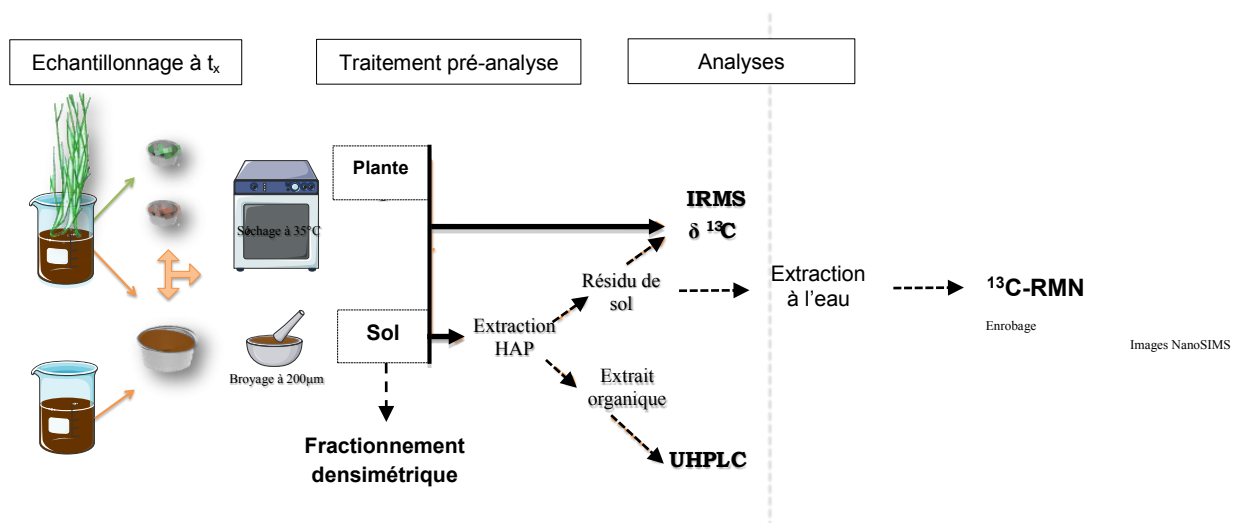 Echantillonnage à tx
Traitement pré-analyse
Analyses
Plante
Séchage à 35°C
IRMS
δ ¹³C
Résidu de
sol
Extraction
à l'eau
¹³C-RMN
Enrobage
Images NanoSIMS
Sol
Extraction
HAP
Broyage à 200µm
Extrait
organique
Fractionnement
densimétrique
UHPLC